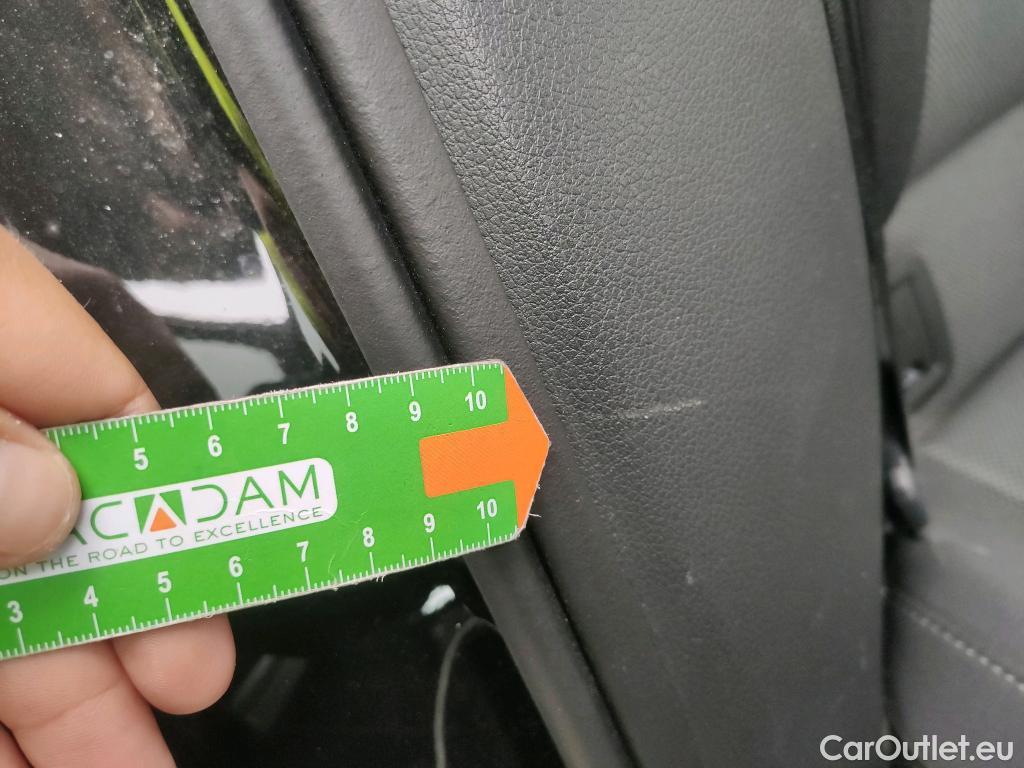 5 6 7 8 9 10
ACADAM
ON THE ROAD TO EXCELLENCE
3 4 5 6 7 8 9 10
CarOutlet.eu